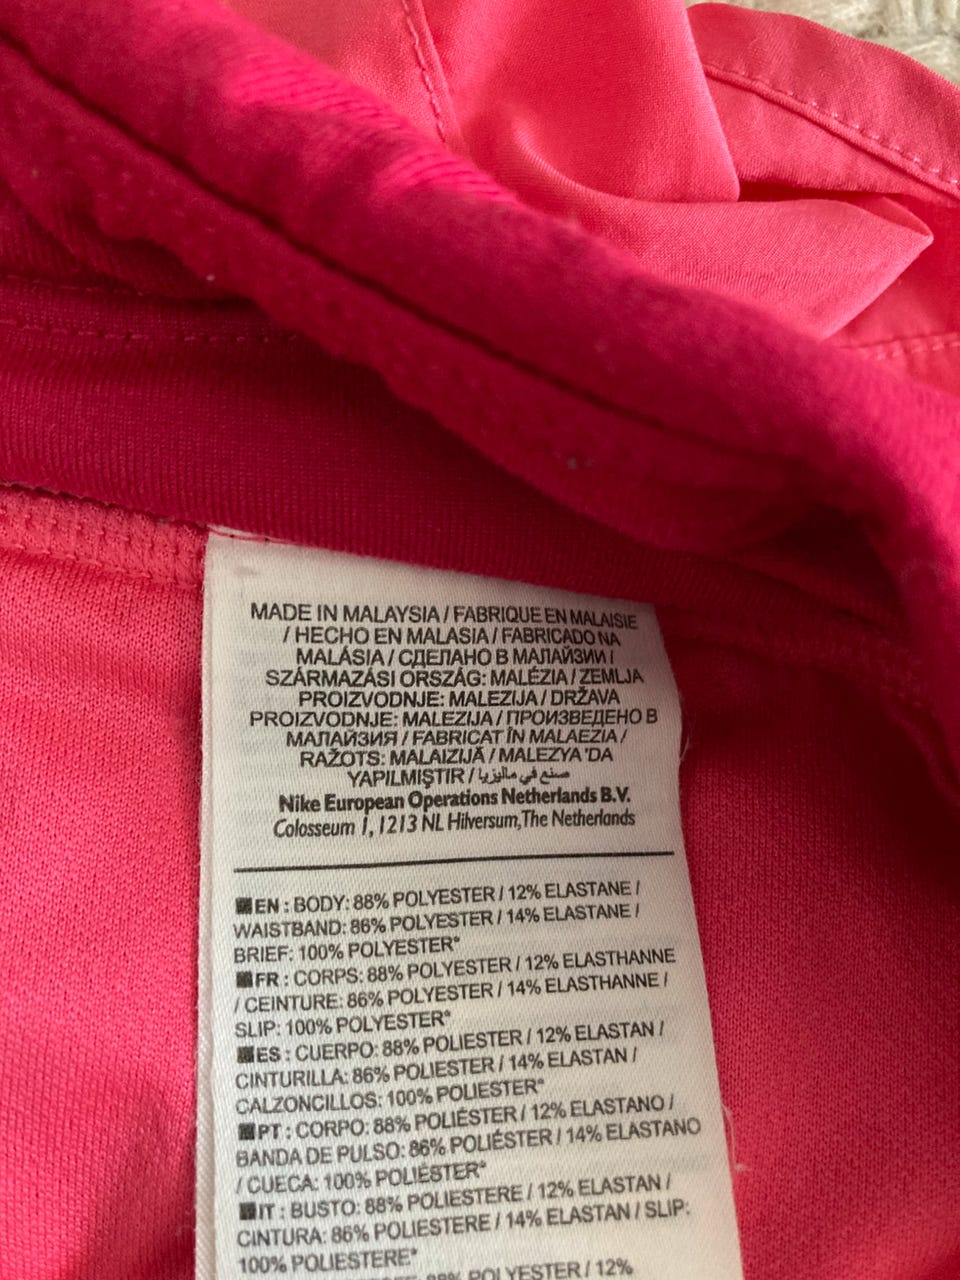 MADE IN MALAYSIA / FABRIQUE EN MALAISIE
/ HECHO EN MALASIA / FABRICADO NA
MALÁSIA / СДЕЛАНО В МАЛАЙЗИИ /
SZÁRMAZÁSI ORSZÁG: MALÉZIA / ZEMLJA
PROIZVODNJE: MALEZIJA / DRŽAVA
PROIZVODNJE: MALEZIJA / ПРОИЗВЕДЕНО В
МАЛАЙЗИЯ / FABRICAT ÎN MALAEZIA /
RAŽOTS: MALAIZIJĀ / MALEZYA 'DA
YAPILMIŞTIR / صنع في ماليزيا
Nike European Operations Netherlands B.V.
Colosseum 1, 1213 NL Hilversum, The Netherlands
EN : BODY: 88% POLYESTER / 12% ELASTANE /
WAISTBAND: 86% POLYESTER / 14% ELASTANE /
BRIEF: 100% POLYESTER*
FR : CORPS: 88% POLYESTER / 12% ELASTHANNE
/ CEINTURE: 86% POLYESTER / 14% ELASTHANNE /
SLIP: 100% POLYESTER*
ES : CUERPO: 88% POLIESTER / 12% ELASTAN /
CINTURILLA: 86% POLIESTER / 14% ELASTAN /
CALZONCILLOS: 100% POLIESTER*
PT : CORPO: 88% POLIÉSTER / 12% ELASTANO /
BANDA DE PULSO: 86% POLIÉSTER / 14% ELASTANO
/ CUECA: 100% POLIÉSTER*
IT : BUSTO: 88% POLIESTERE / 12% ELASTAN /
CINTURA: 86% POLIESTERE / 14% ELASTAN / SLIP:
100% POLIESTERE*
88% POLYESTER / 12%